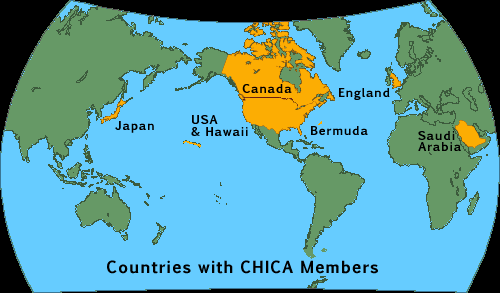 Canada
England
Japan
USA
& Hawaii
Bermuda
Saudi
Arabia
Countries with CHICA Members